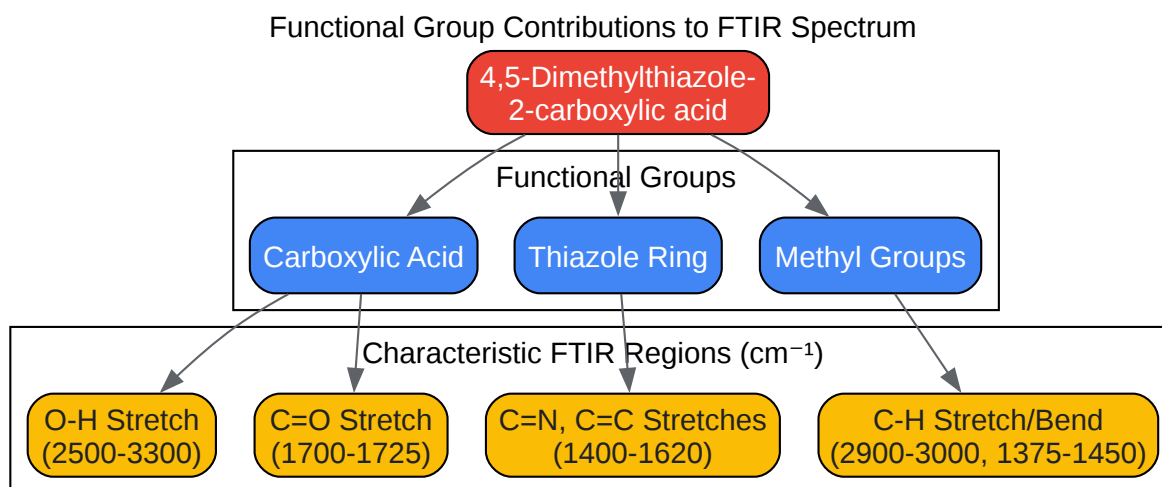 Functional Group Contributions to FTIR Spectrum
4,5-Dimethylthiazole-
2-carboxylic acid
Functional Groups
Carboxylic Acid
Thiazole Ring
Methyl Groups
Characteristic FTIR Regions (cm⁻¹)
O-H Stretch
(2500-3300)
C=O Stretch
(1700-1725)
C=N, C=C Stretches
(1400-1620)
C-H Stretch/Bend
(2900-3000, 1375-1450)